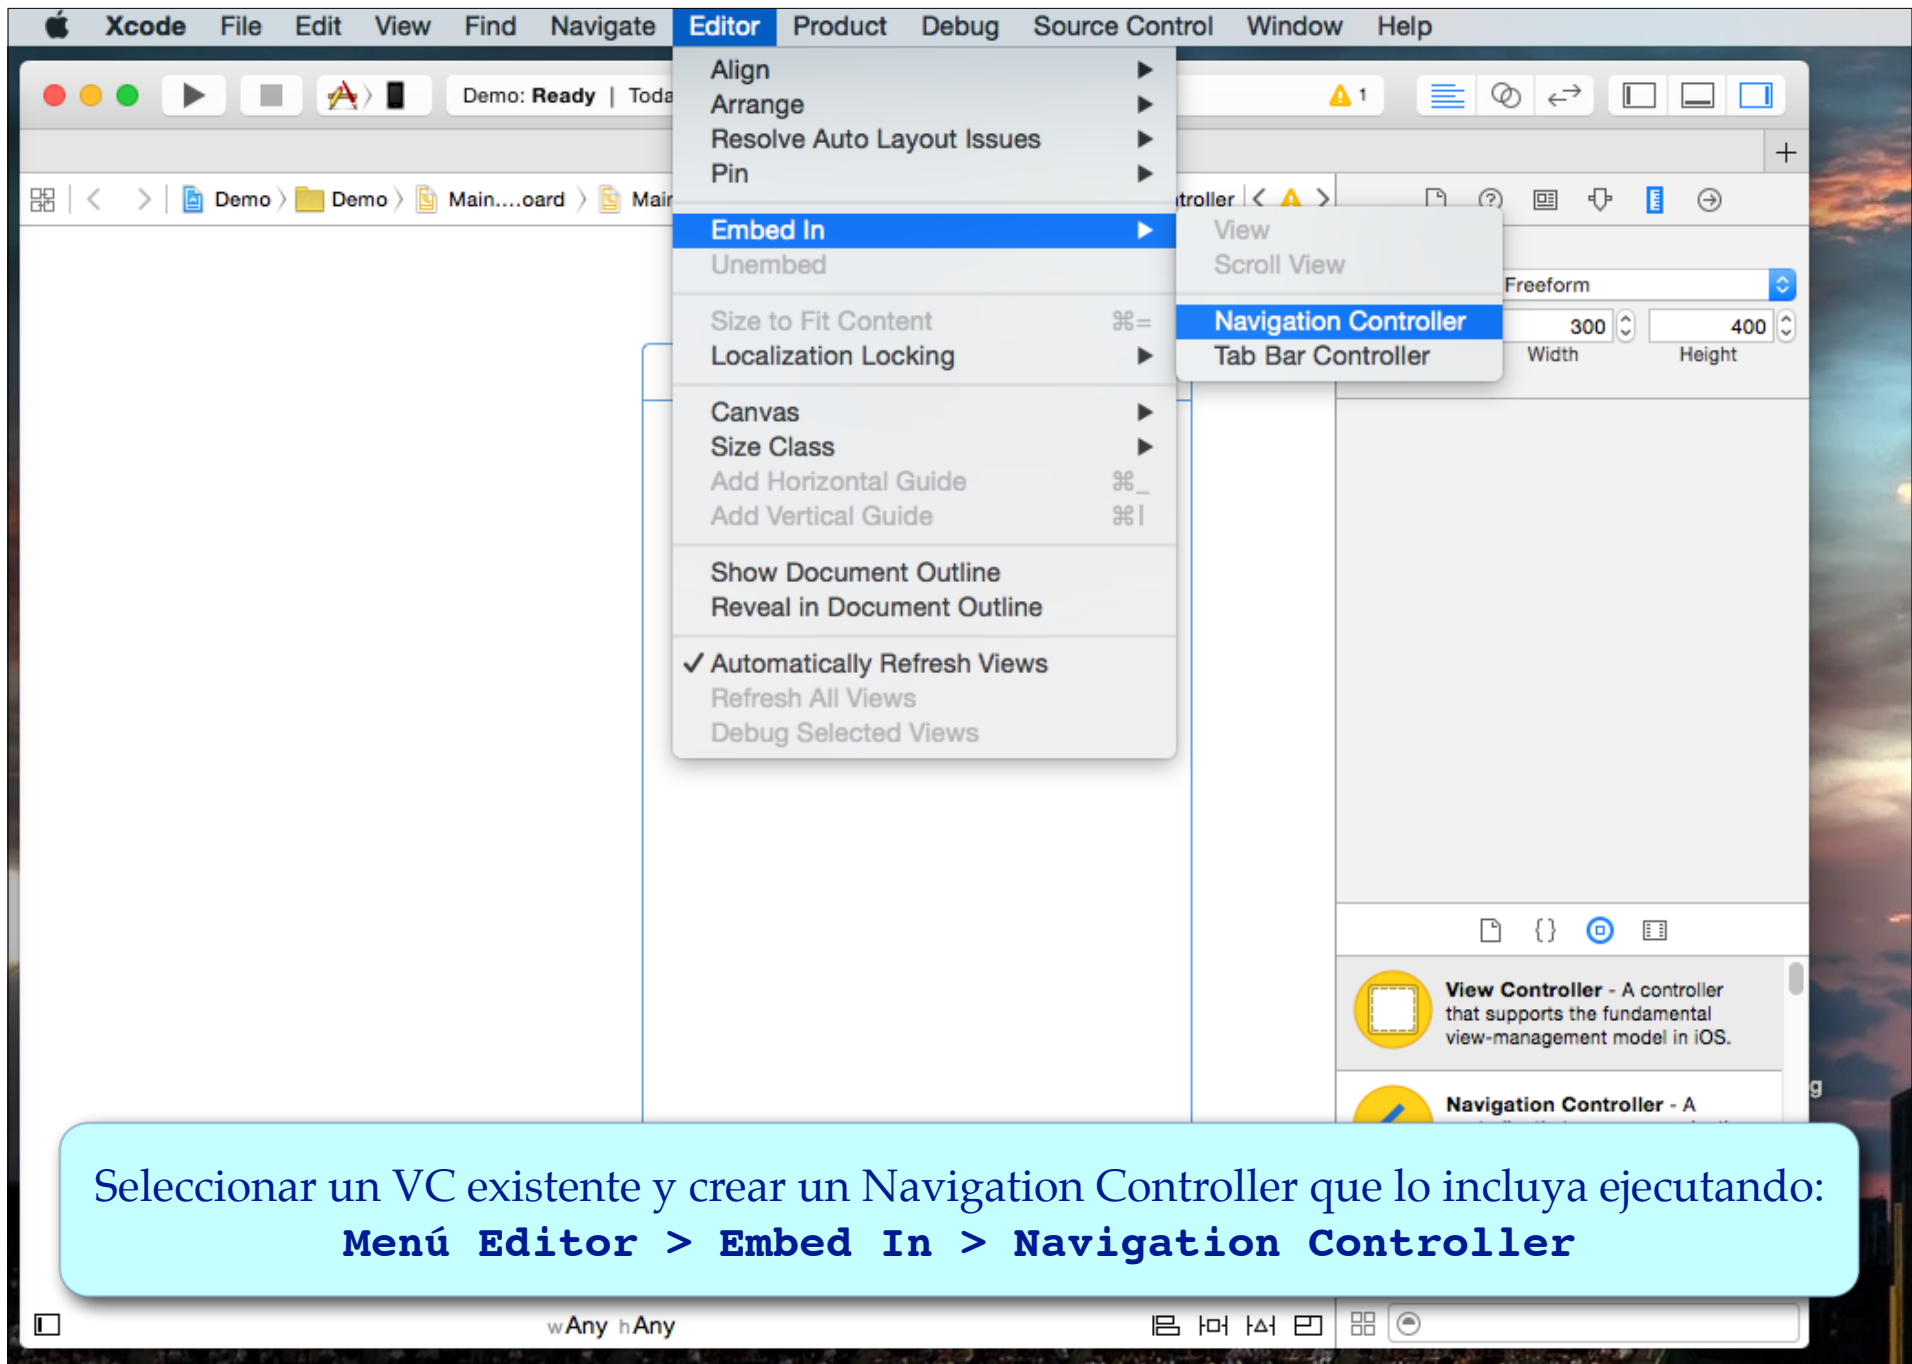 Xcode File Edit View Find Navigate Editor Product Debug Source Control Window Help
Demo: Ready | Toda
1
Align
Arrange
Resolve Auto Layout Issues
Pin
Embed In
Unembed
Size to Fit Content ⌘=
Localization Locking
Canvas
Size Class
Add Horizontal Guide ⌘_
Add Vertical Guide ⌘|
Show Document Outline
Reveal in Document Outline
✓ Automatically Refresh Views
Refresh All Views
Debug Selected Views
Demo Demo Main....oard Mair
troller
View
Scroll View
Navigation Controller
Tab Bar Controller
Freeform
300 400
Width Height
{}
View Controller - A controller
that supports the fundamental
view-management model in iOS.
Navigation Controller - A
g
Seleccionar un VC existente y crear un Navigation Controller que lo incluya ejecutando:
Menú Editor > Embed In > Navigation Controller
wAny hAny